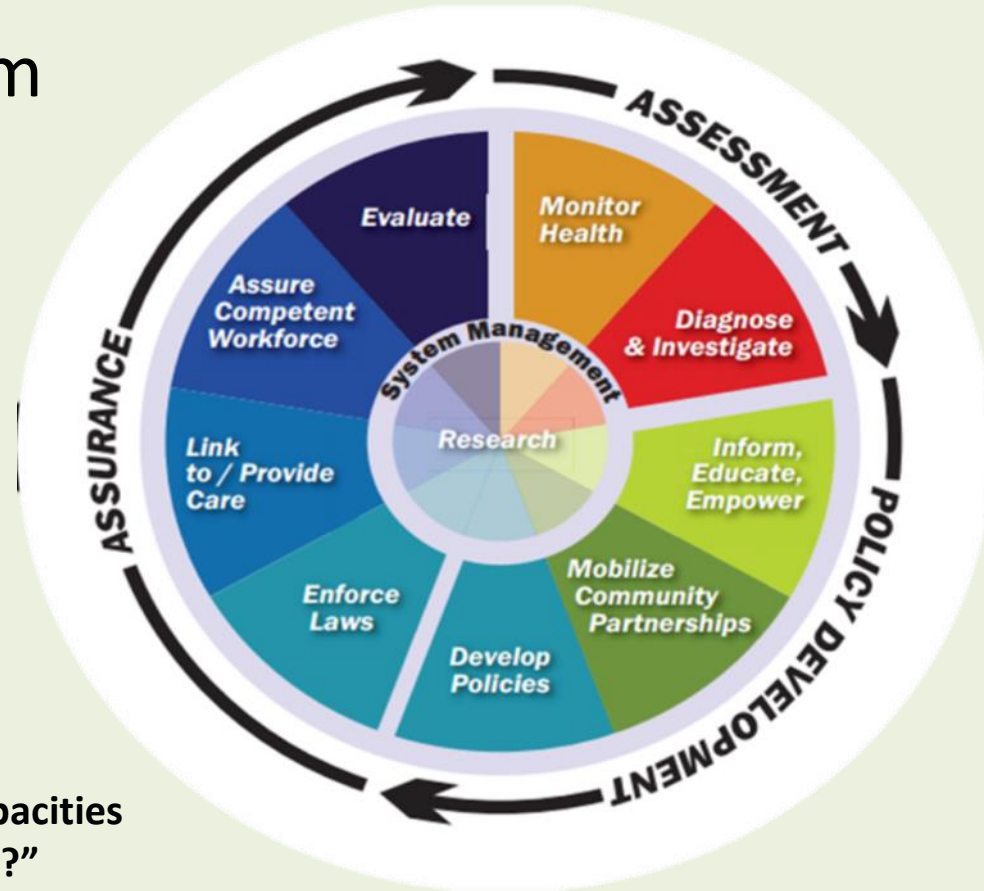 m
ASSESSMENT
POLICY DEVELOPMENT
ASSURANCE
Monitor
Health
Diagnose
& Investigate
Inform,
Educate,
Empower
Mobilize
Community
Partnerships
Develop
Policies
Enforce
Laws
Link
to / Provide
Care
Assure
Competent
Workforce
Evaluate
System Management
Research
pacities
?”